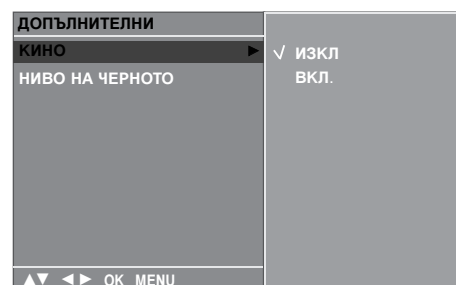 ДОПЪЛНИТЕЛНИ
КИНО ▶ √ ИЗКЛ
НИВО НА ЧЕРНОТО ВКЛ.
▲▼ ◄► OK MENU